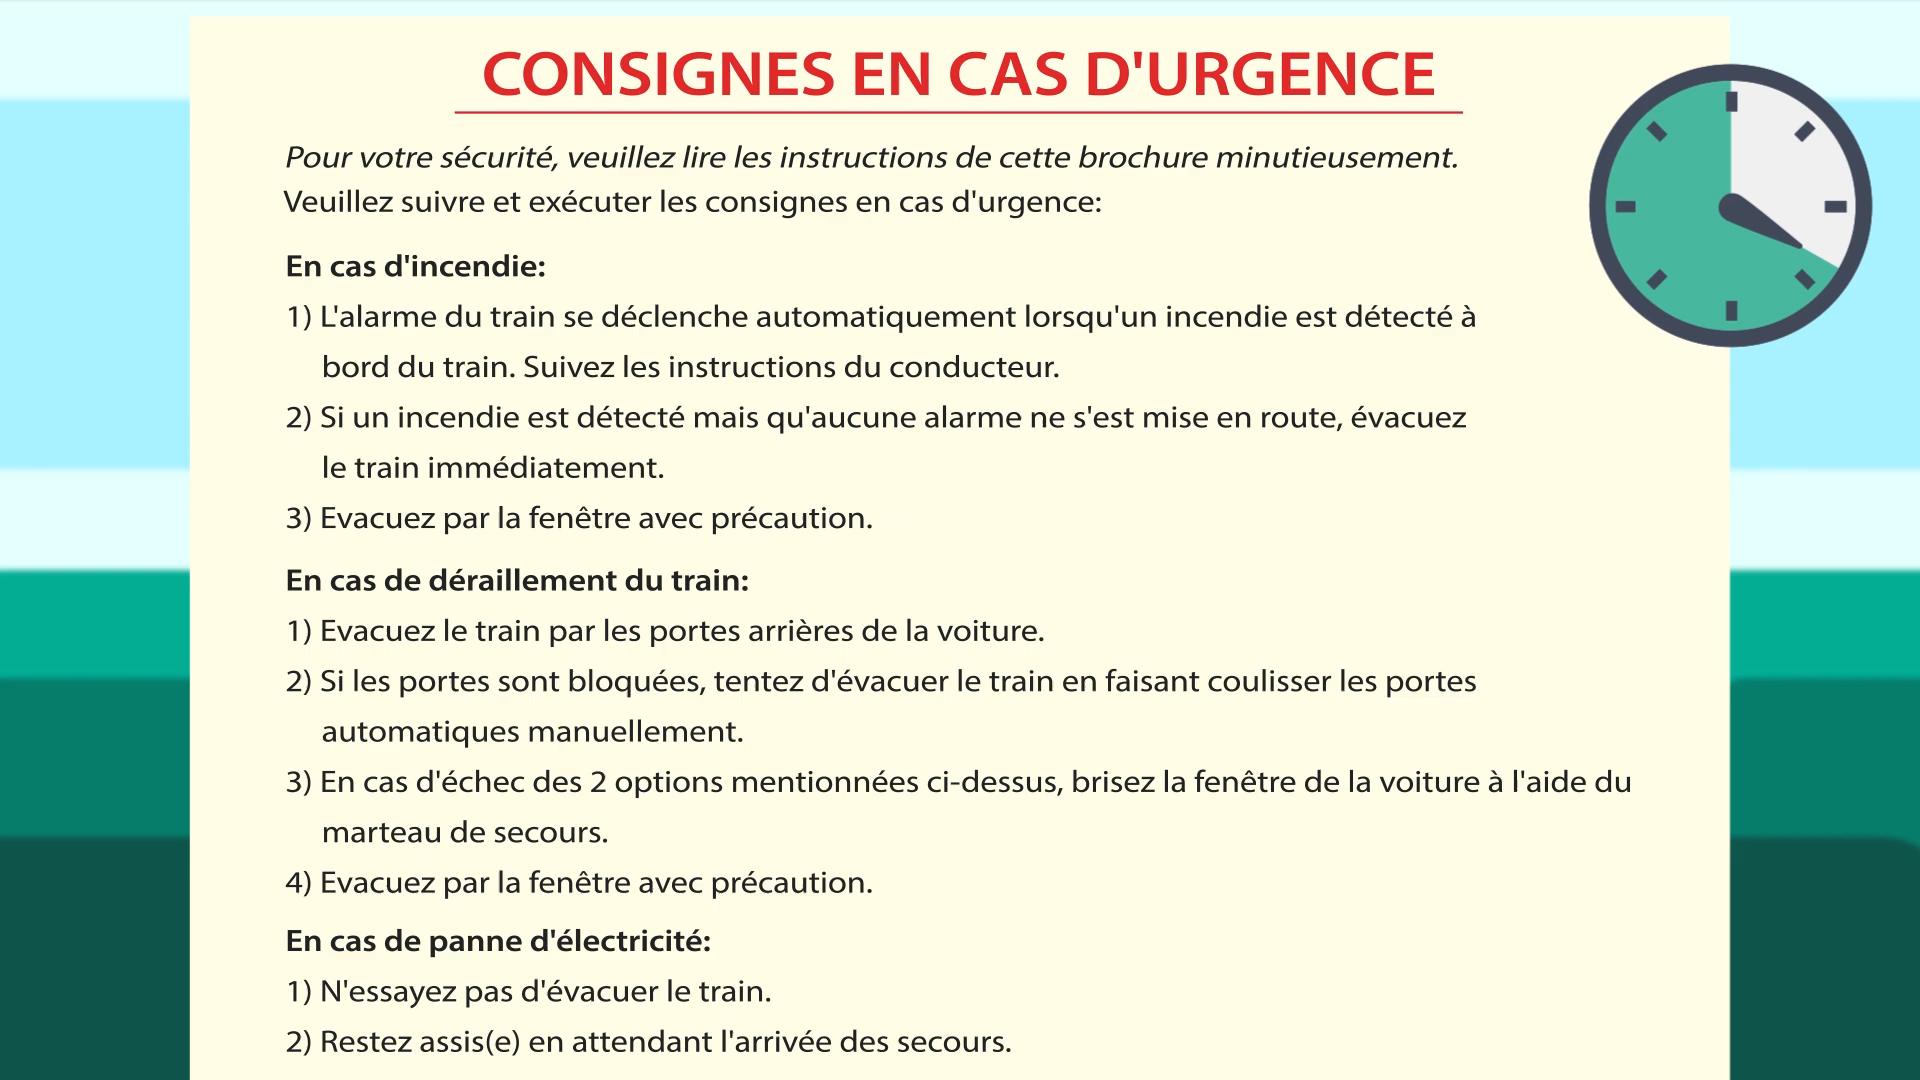 CONSIGNES EN CAS D'URGENCE
Pour votre sécurité, veuillez lire les instructions de cette brochure minutieusement.
Veuillez suivre et exécuter les consignes en cas d'urgence:
En cas d'incendie:
1) L'alarme du train se déclenche automatiquement lorsqu'un incendie est détecté à
bord du train. Suivez les instructions du conducteur.
2) Si un incendie est détecté mais qu'aucune alarme ne s'est mise en route, évacuez
le train immédiatement.
3) Evacuez par la fenêtre avec précaution.
En cas de déraillement du train:
1) Evacuez le train par les portes arrières de la voiture.
2) Si les portes sont bloquées, tentez d'évacuer le train en faisant coulisser les portes
automatiques manuellement.
3) En cas d'échec des 2 options mentionnées ci-dessus, brisez la fenêtre de la voiture à l'aide du
marteau de secours.
4) Evacuez par la fenêtre avec précaution.
En cas de panne d'électricité:
1) N'essayez pas d'évacuer le train.
2) Restez assis(e) en attendant l'arrivée des secours.